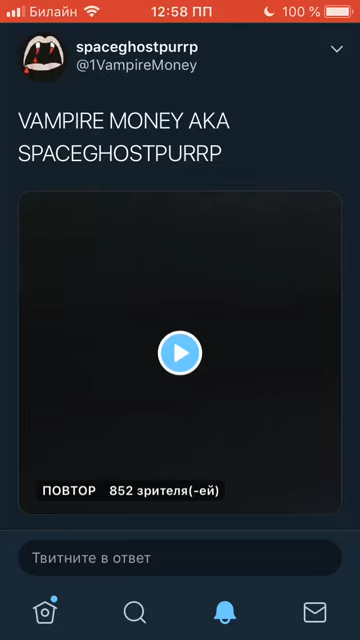 Билайн 12:58 ПП 100 %
spaceghostpurrp
@1VampireMoney
VAMPIRE MONEY AKA
SPACEGHOSTPURRP
ПОВТОР 852 зрителя(-ей)
Твитните в ответ